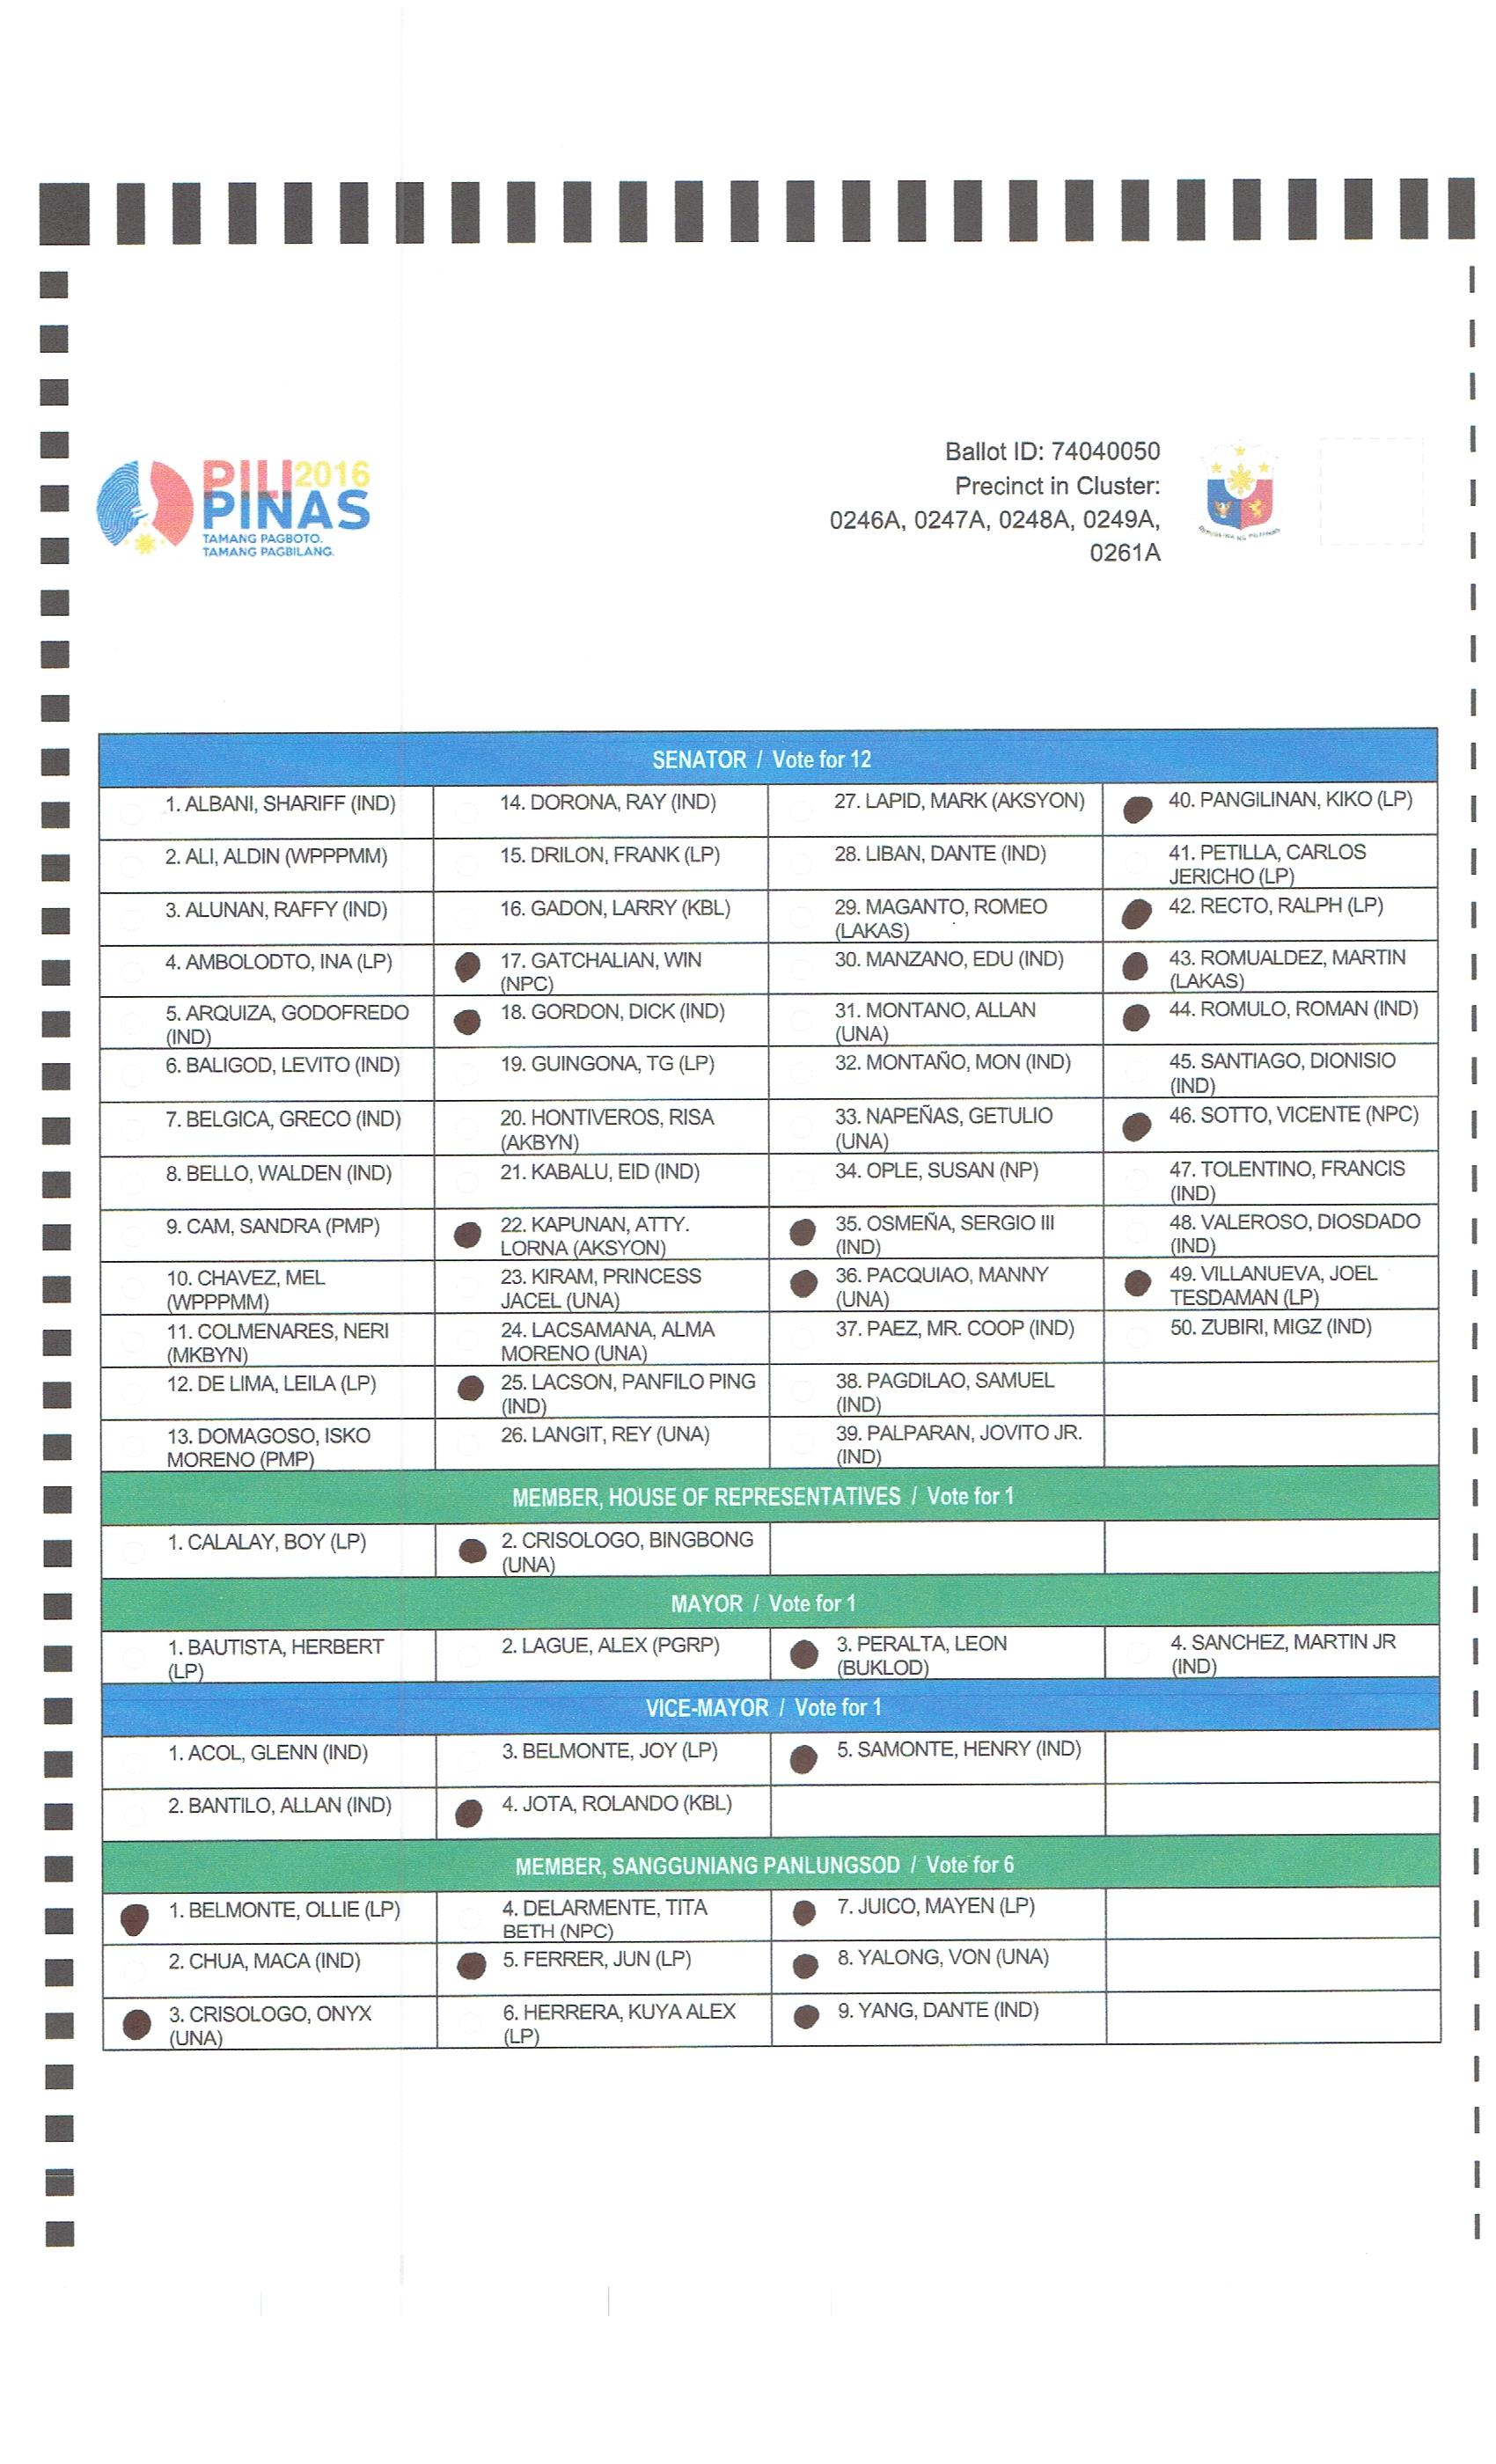 PILI 2016
PINAS
TAMANG PAGBOTO.
TAMANG PAGBILANG.
Ballot ID: 74040050
Precinct in Cluster:
0246A, 0247A, 0248A, 0249A,
0261A
SENATOR / Vote for 12
1. ALBANI, SHARIFF (IND)
2. ALI, ALDIN (WPPPMM)
3. ALUNAN, RAFFY (IND)
4. AMBOLODTO, INA (LP)
5. ARQUIZA, GODOFREDO
(IND)
6. BALIGOD, LEVITO (IND)
7. BELGICA, GRECO (IND)
8. BELLO, WALDEN (IND)
9. CAM, SANDRA (PMP)
10. CHAVEZ, MEL
(WPPPMM)
11. COLMENARES, NERI
(MKBYN)
12. DE LIMA, LEILA (LP)
13. DOMAGOSO, ISKO
MORENO (PMP)
14. DORONA, RAY (IND)
15. DRILON, FRANK (LP)
16. GADON, LARRY (KBL)
17. GATCHALIAN, WIN
(NPC)
18. GORDON, DICK (IND)
19. GUINGONA, TG (LP)
20. HONTIVEROS, RISA
(AKBYN)
21. KABALU, EID (IND)
22. KAPUNAN, ATTY.
LORNA (AKSYON)
23. KIRAM, PRINCESS
JACEL (UNA)
24. LACSAMANA, ALMA
MORENO (UNA)
25. LACSON, PANFILO PING
(IND)
26. LANGIT, REY (UNA)
27. LAPID, MARK (AKSYON)
28. LIBAN, DANTE (IND)
29. MAGANTO, ROMEO
(LAKAS)
30. MANZANO, EDU (IND)
31. MONTANO, ALLAN
(UNA)
32. MONTAÑO, MON (IND)
33. NAPEÑAS, GETULIO
(UNA)
34. OPLE, SUSAN (NP)
35. OSMEÑA, SERGIO III
(IND)
36. PACQUIAO, MANNY
(UNA)
37. PAEZ, MR. COOP (IND)
38. PAGDILAO, SAMUEL
(IND)
39. PALPARAN, JOVITO JR.
(IND)
40. PANGILINAN, KIKO (LP)
41. PETILLA, CARLOS
JERICHO (LP)
42. RECTO, RALPH (LP)
43. ROMUALDEZ, MARTIN
(LAKAS)
44. ROMULO, ROMAN (IND)
45. SANTIAGO, DIONISIO
(IND)
46. SOTTO, VICENTE (NPC)
47. TOLENTINO, FRANCIS
(IND)
48. VALEROSO, DIOSDADO
(IND)
49. VILLANUEVA, JOEL
TESDAMAN (LP)
50. ZUBIRI, MIGZ (IND)
MEMBER, HOUSE OF REPRESENTATIVES / Vote for 1
1. CALALAY, BOY (LP)
2. CRISOLOGO, BINGBONG
(UNA)
MAYOR / Vote for 1
1. BAUTISTA, HERBERT
(LP)
2. LAGUE, ALEX (PGRP)
3. PERALTA, LEON
(BUKLOD)
4. SANCHEZ, MARTIN JR
(IND)
VICE-MAYOR / Vote for 1
1. ACOL, GLENN (IND)
2. BANTILO, ALLAN (IND)
3. BELMONTE, JOY (LP)
4. JOTA, ROLANDO (KBL)
5. SAMONTE, HENRY (IND)
MEMBER, SANGGUNIANG PANLUNGSOD / Vote for 6
1. BELMONTE, OLLIE (LP)
2. CHUA, MACA (IND)
3. CRISOLOGO, ONYX
(UNA)
4. DELARMENTE, TITA
BETH (NPC)
5. FERRER, JUN (LP)
6. HERRERA, KUYA ALEX
(LP)
7. JUICO, MAYEN (LP)
8. YALONG, VON (UNA)
9. YANG, DANTE (IND)